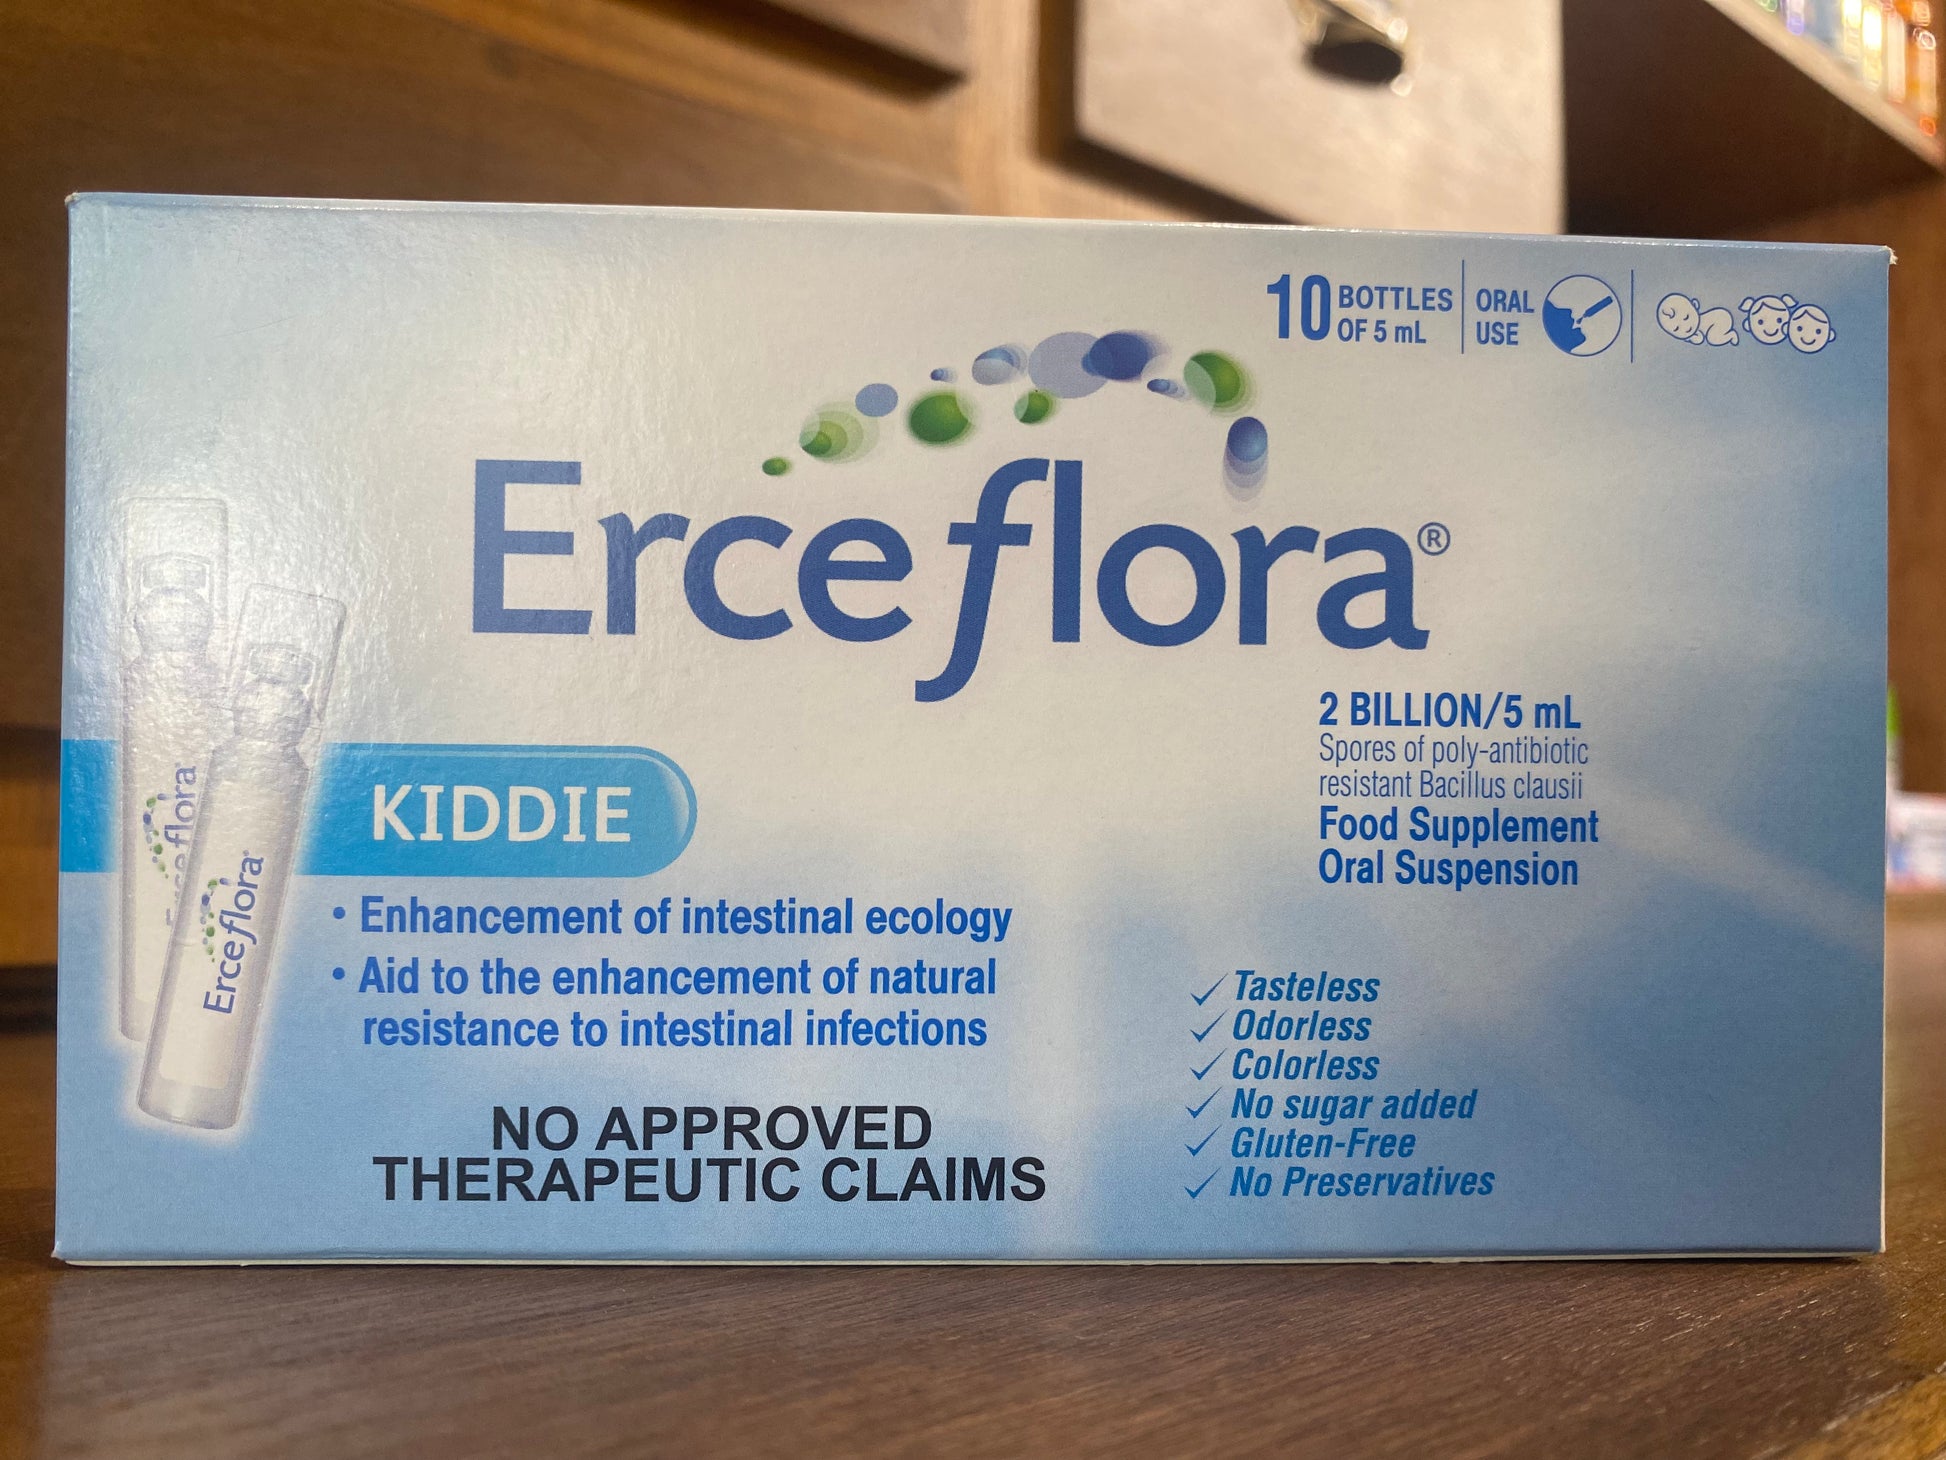 10 BOTTLES OF 5 mL
ORAL USE
Erceflora®
2 BILLION/5 mL
Spores of poly-antibiotic
resistant Bacillus clausii
Food Supplement
Oral Suspension
KIDDIE
• Enhancement of intestinal ecology
• Aid to the enhancement of natural
resistance to intestinal infections
NO APPROVED
THERAPEUTIC CLAIMS
✓ Tasteless
✓ Odorless
✓ Colorless
✓ No sugar added
✓ Gluten-Free
✓ No Preservatives
Erceflora
Erceflora